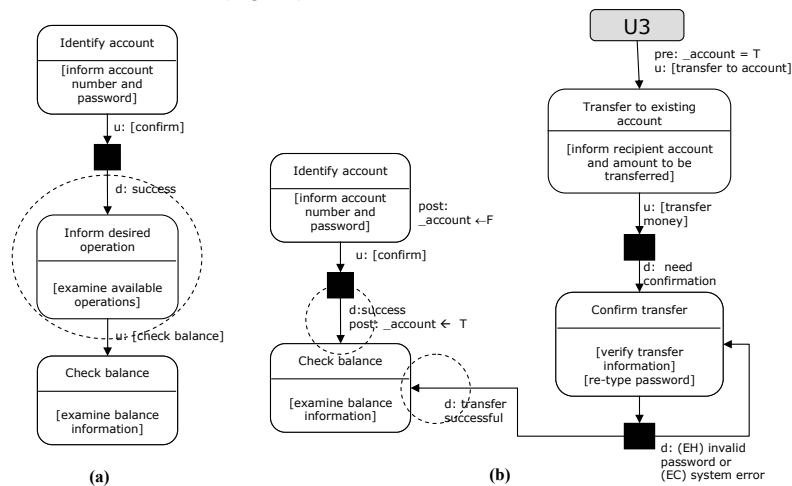 Identify account
[inform account
number and
password]
u: [confirm]
d: success
Inform desired
operation
[examine available
operations]
u: [check balance]
Check balance
[examine balance
information]
(a)
Identify account
[inform account
number and
password]
post:
_account ←F
u: [confirm]
d:success
post: _account ← T
Check balance
[examine balance
information]
d: transfer
successful
(b)
U3
pre: _account = T
u: [transfer to account]
Transfer to existing
account
[inform recipient account
and amount to be
transferred]
u: [transfer
money]
d: need
confirmation
Confirm transfer
[verify transfer
information]
[re-type password]
d: (EH) invalid
password or
(EC) system error